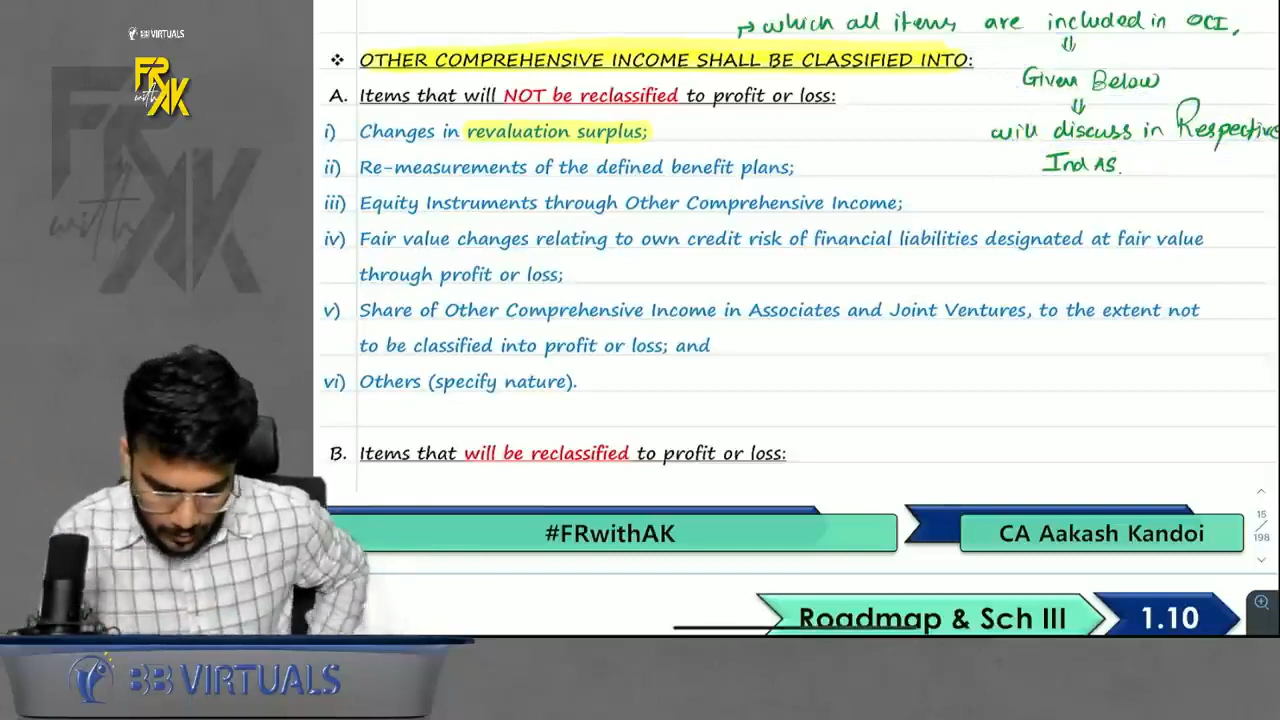 BB VIRTUALS
FR
with AK
FR
with AK
→ which all items are included in OCI.
⇓
Given Below
⇓
will discuss in Respective
Ind AS.
❖ OTHER COMPREHENSIVE INCOME SHALL BE CLASSIFIED INTO:
A. Items that will NOT be reclassified to profit or loss:
i) Changes in revaluation surplus;
ii) Re-measurements of the defined benefit plans;
iii) Equity Instruments through Other Comprehensive Income;
iv) Fair value changes relating to own credit risk of financial liabilities designated at fair value
through profit or loss;
v) Share of Other Comprehensive Income in Associates and Joint Ventures, to the extent not
to be classified into profit or loss; and
vi) Others (specify nature).
B. Items that will be reclassified to profit or loss:
#FRwithAK
CA Aakash Kandoi
15
/
198
Roadmap & Sch III
1.10
BB VIRTUALS